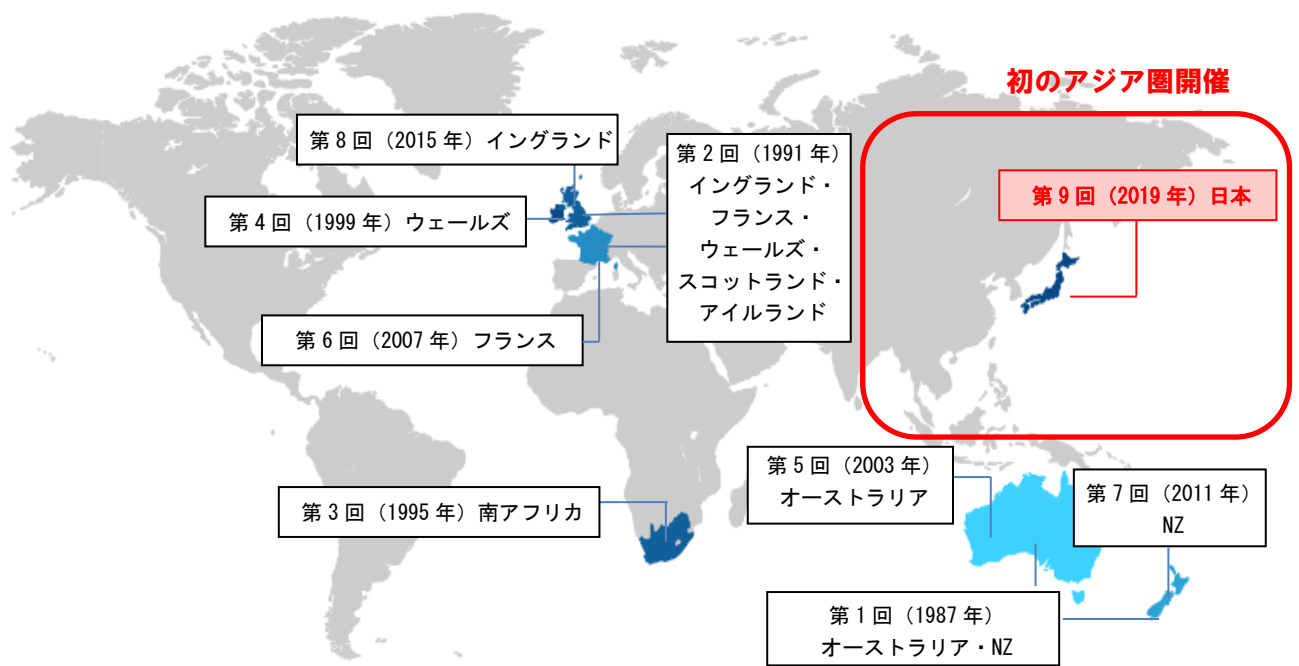 初のアジア圏開催
第8回（2015年）イングランド
第2回（1991年）
イングランド・
フランス・
ウェールズ・
スコットランド・
アイルランド
第9回（2019年）日本
第4回（1999年）ウェールズ
第6回（2007年）フランス
第5回（2003年）
オーストラリア
第7回（2011年）
NZ
第3回（1995年）南アフリカ
第1回（1987年）
オーストラリア・NZ